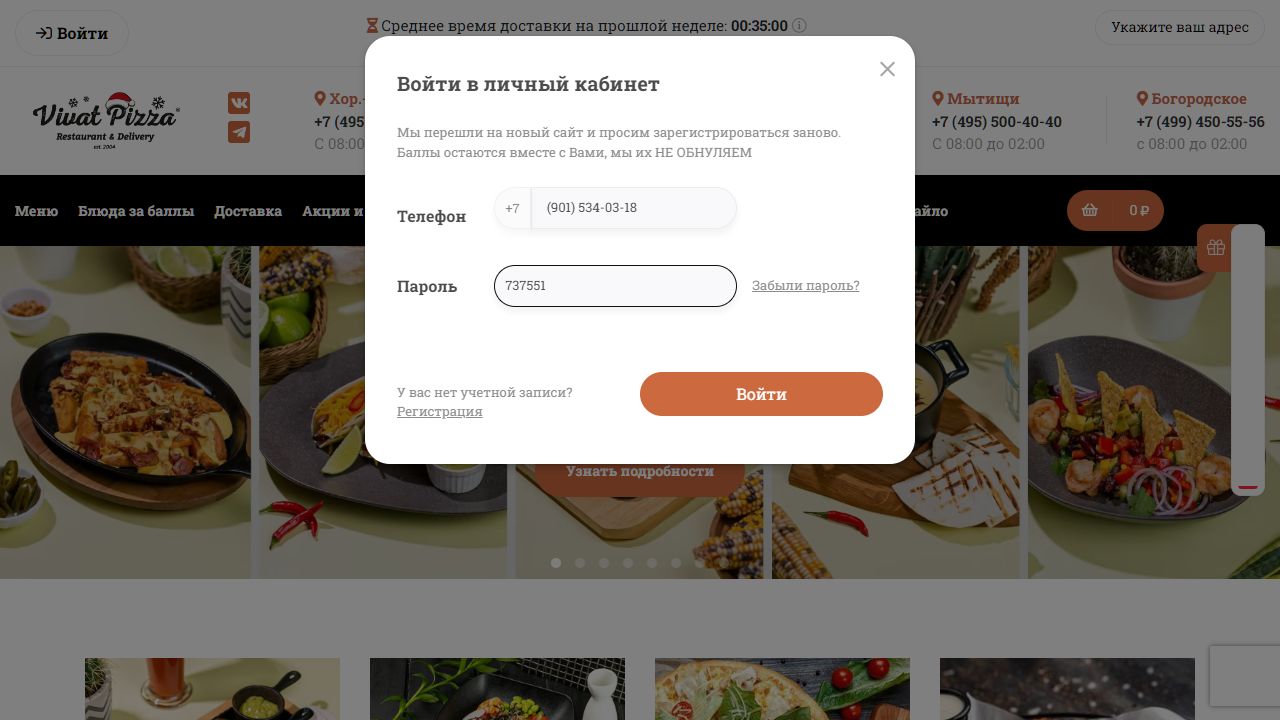 Войти
Среднее время доставки на прошлой неделе: 00:35:00
Укажите ваш адрес
Vivat Pizza
Restaurant & Delivery
est. 2004
Хор.-
+7 (495
С 08:00
Мытищи
+7 (495) 500-40-40
С 08:00 до 02:00
Богородское
+7 (499) 450-55-56
с 08:00 до 02:00
Меню
Блюда за баллы
Доставка
Акции и
айло
0 ₽
Войти в личный кабинет
Мы перешли на новый сайт и просим зарегистрироваться заново.
Баллы остаются вместе с Вами, мы их НЕ ОБНУЛЯЕМ
Телефон
+7
(901) 534-03-18
Пароль
737551
Забыли пароль?
У вас нет учетной записи?
Регистрация
Войти
Узнать подробности